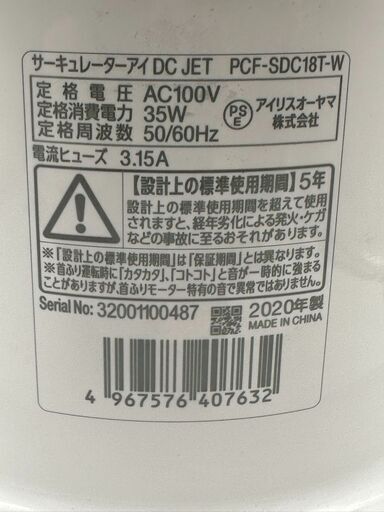 サーキュレーターアイ DC JET PCF-SDC18T-W
定格電圧 AC100V
定格消費電力 35W
定格周波数 50/60Hz
PSE
アイリスオーヤマ
株式会社
電流ヒューズ 3.15A
【設計上の標準使用期間】5年
設計上の標準使用期間を超えて使用
されますと、経年劣化による発火・ケガ
などの事故に至るおそれがあります。
※「設計上の標準使用期間」は「保証期間」とは異なります。
※首ふり運転時に「カタカタ」、「コトコト」と音が一時的に強まる
ことがありますが、首ふりモーター特有の音で異常ではありません。
Serial No: 32001100487
2020年製
MADE IN CHINA
4 967576 407632